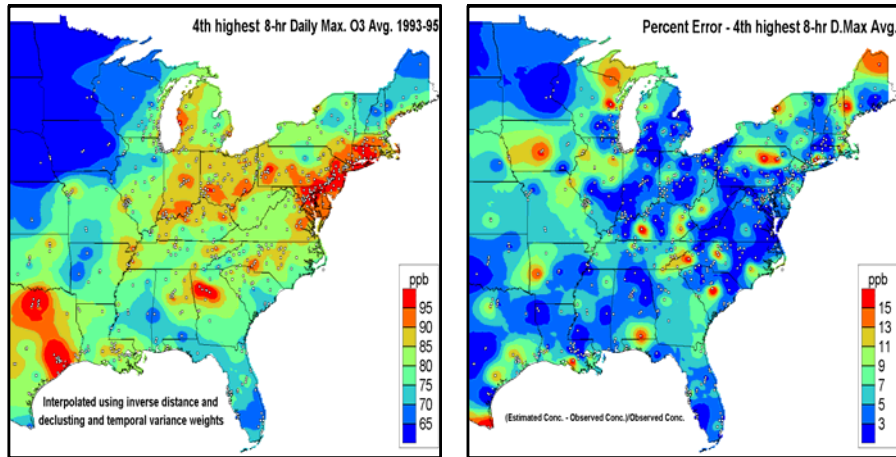 4th highest 8-hr Daily Max. O3 Avg. 1993-95
ppb
95
90
85
80
75
70
65
Interpolated using inverse distance and
declusting and temporal variance weights
Percent Error - 4th highest 8-hr D.Max Avg.
ppb
15
13
11
9
7
5
3
(Estimated Conc. - Observed Conc.)/Observed Conc.